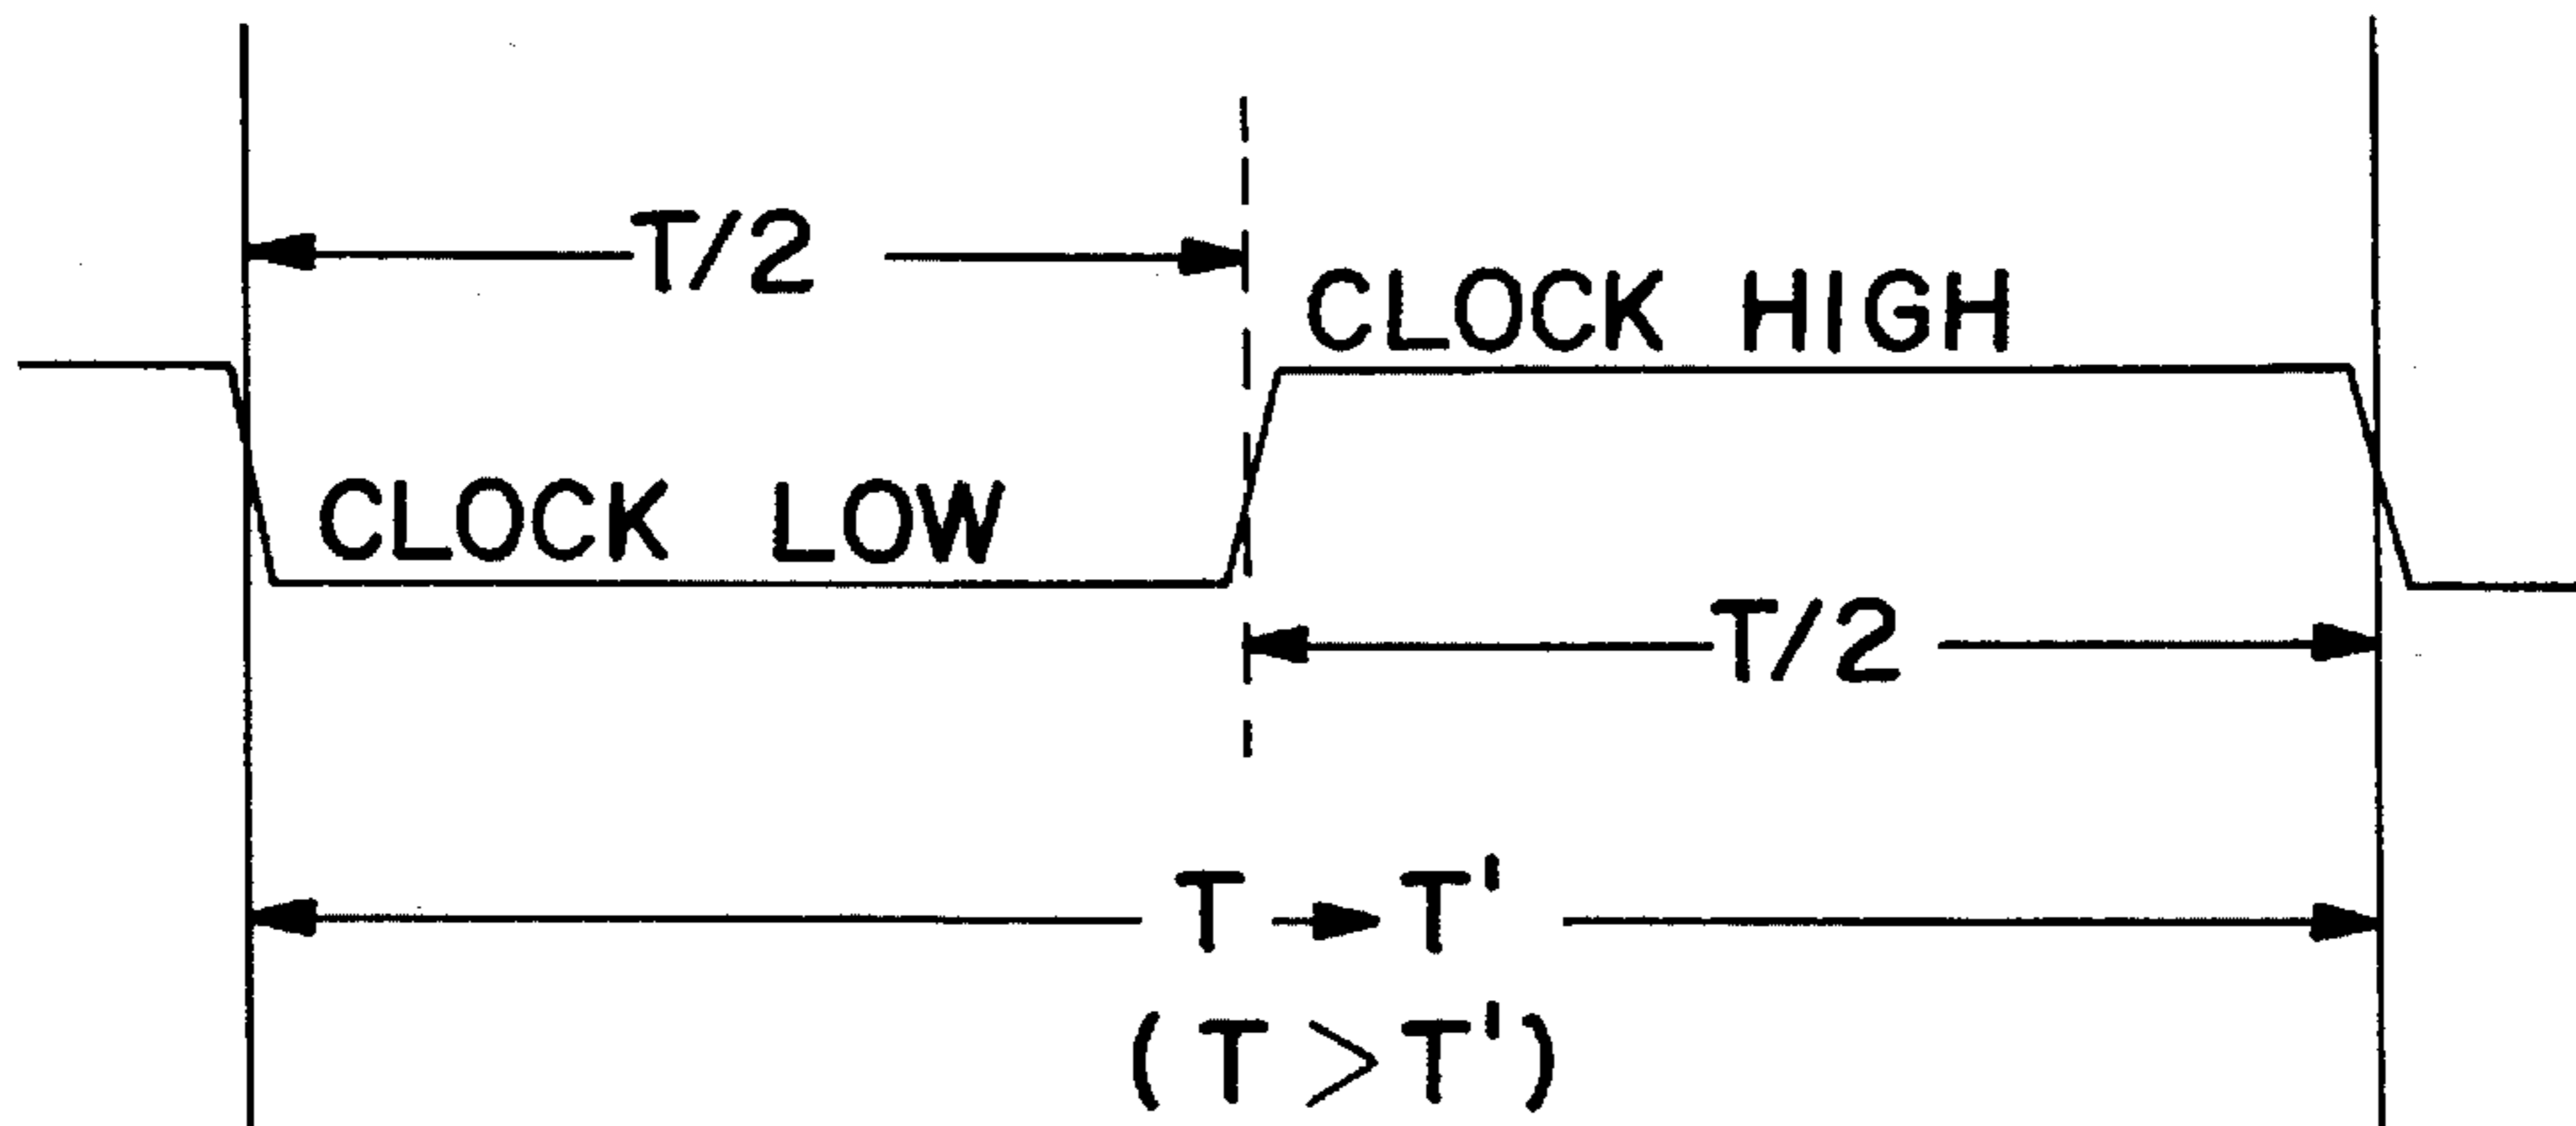 T/2
CLOCK HIGH
CLOCK LOW
T/2
T → T'
(T > T')